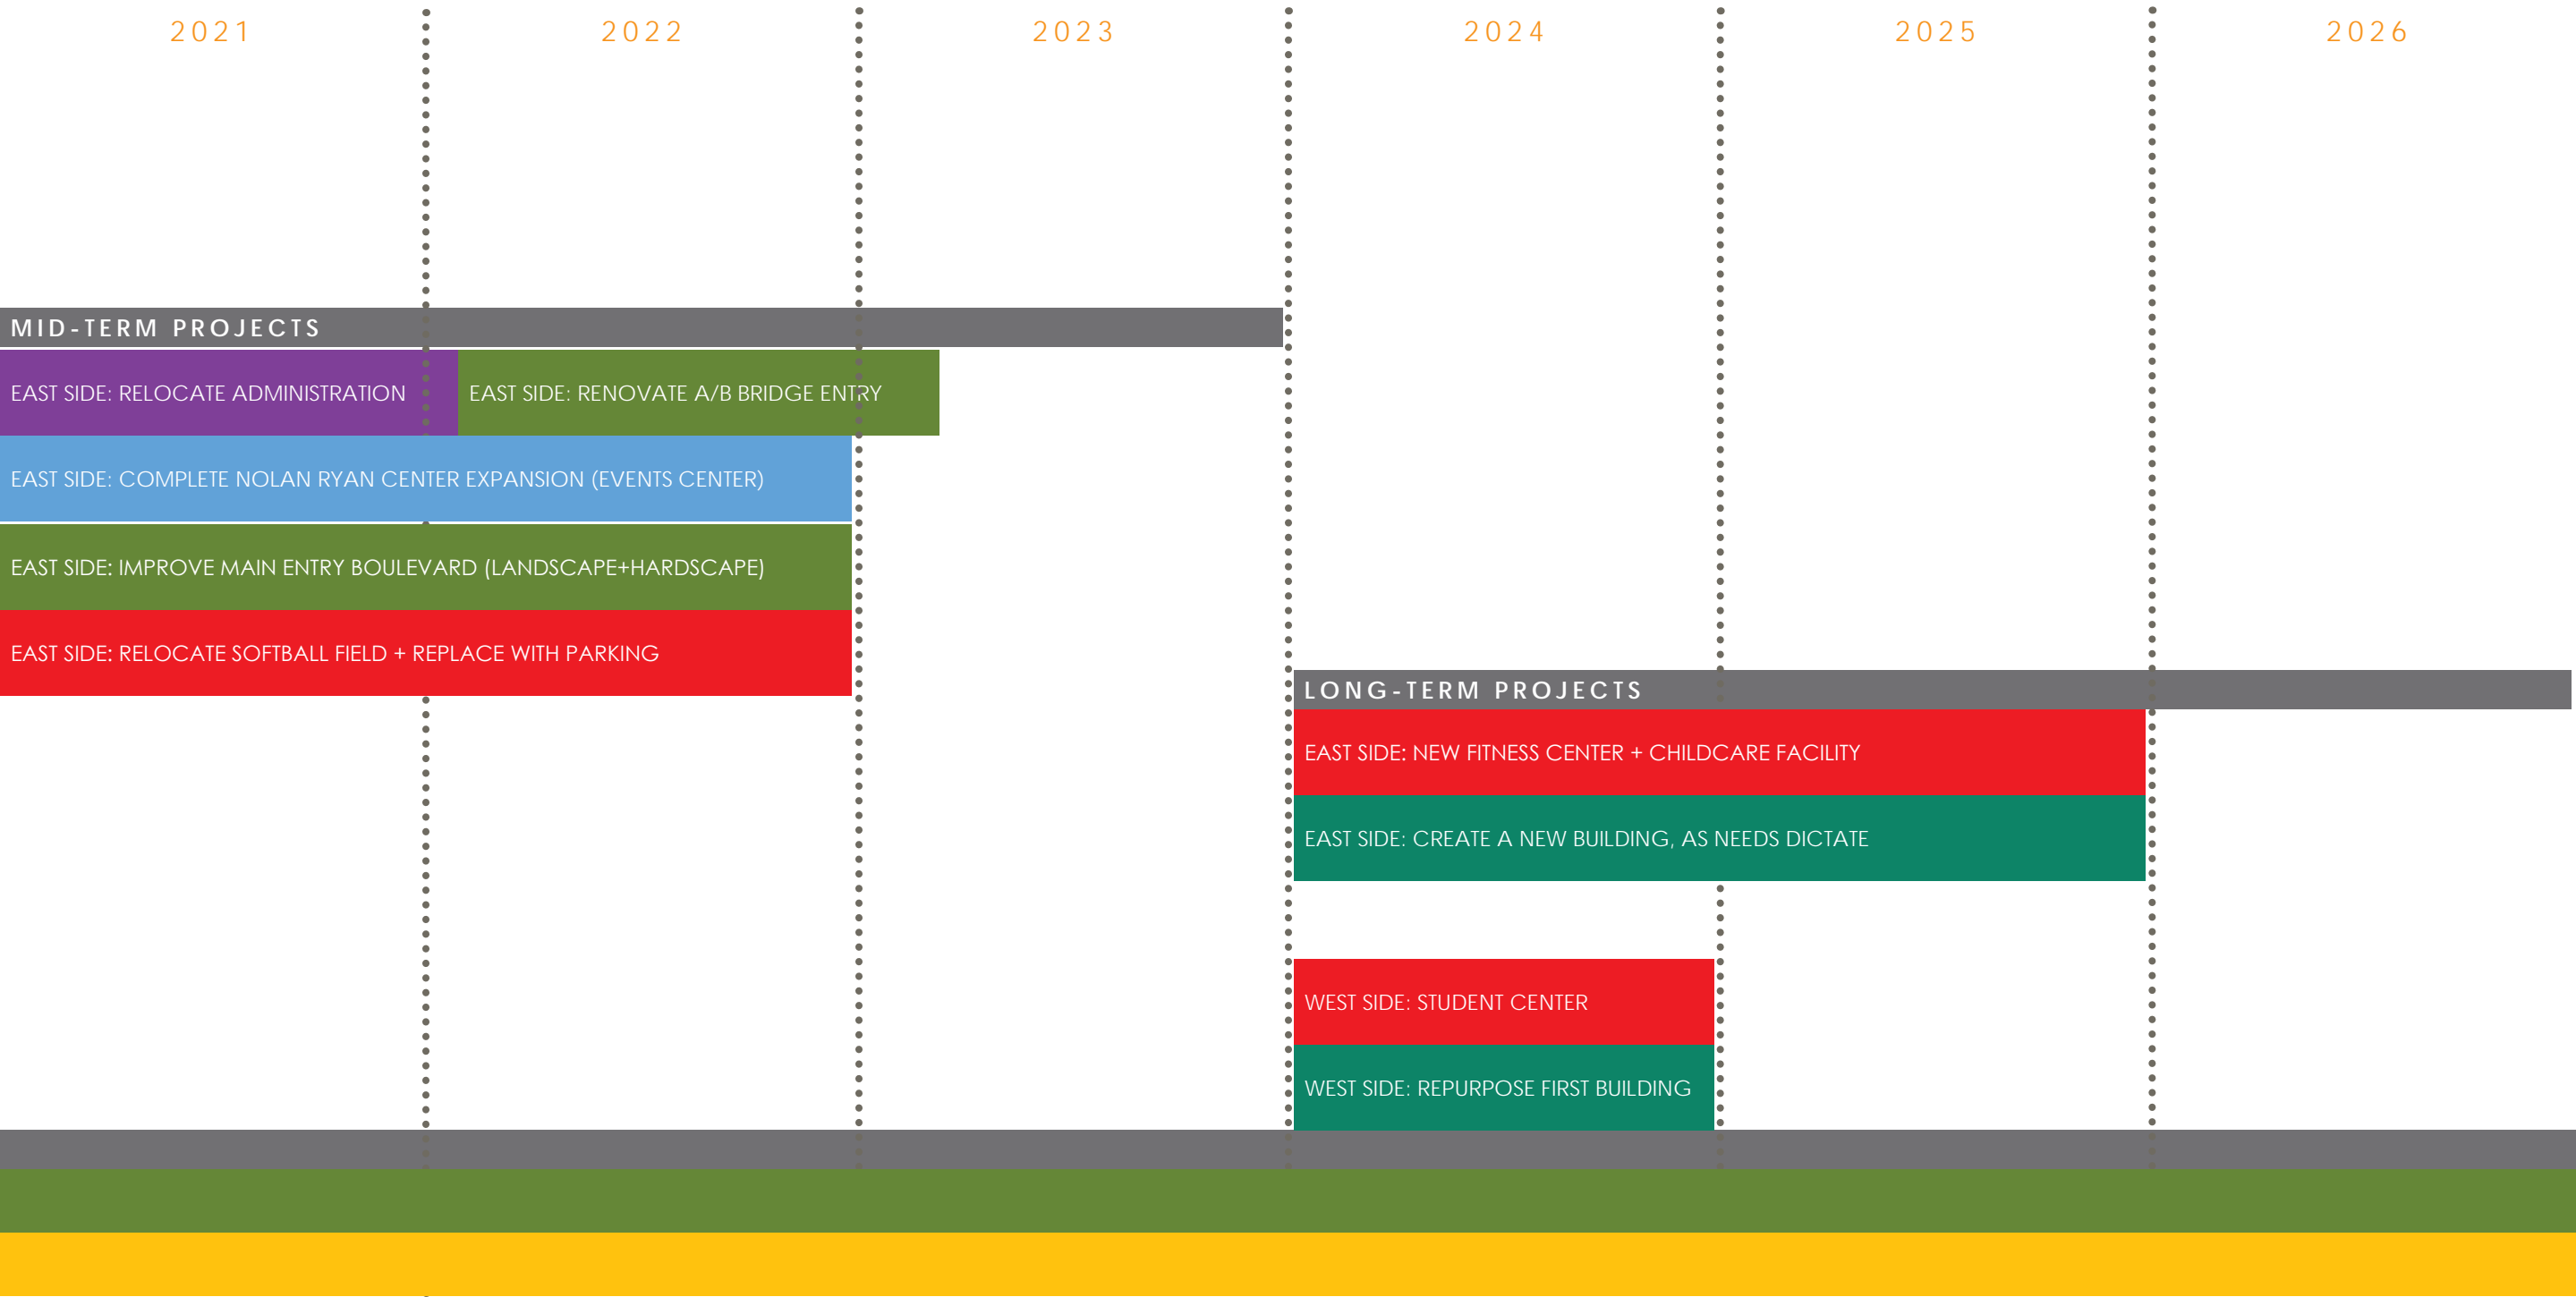 2021 2022 2023 2024 2025 2026
MID-TERM PROJECTS
EAST SIDE: RELOCATE ADMINISTRATION
EAST SIDE: RENOVATE A/B BRIDGE ENTRY
EAST SIDE: COMPLETE NOLAN RYAN CENTER EXPANSION (EVENTS CENTER)
EAST SIDE: IMPROVE MAIN ENTRY BOULEVARD (LANDSCAPE+HARDSCAPE)
EAST SIDE: RELOCATE SOFTBALL FIELD + REPLACE WITH PARKING
LONG-TERM PROJECTS
EAST SIDE: NEW FITNESS CENTER + CHILDCARE FACILITY
EAST SIDE: CREATE A NEW BUILDING, AS NEEDS DICTATE
WEST SIDE: STUDENT CENTER
WEST SIDE: REPURPOSE FIRST BUILDING